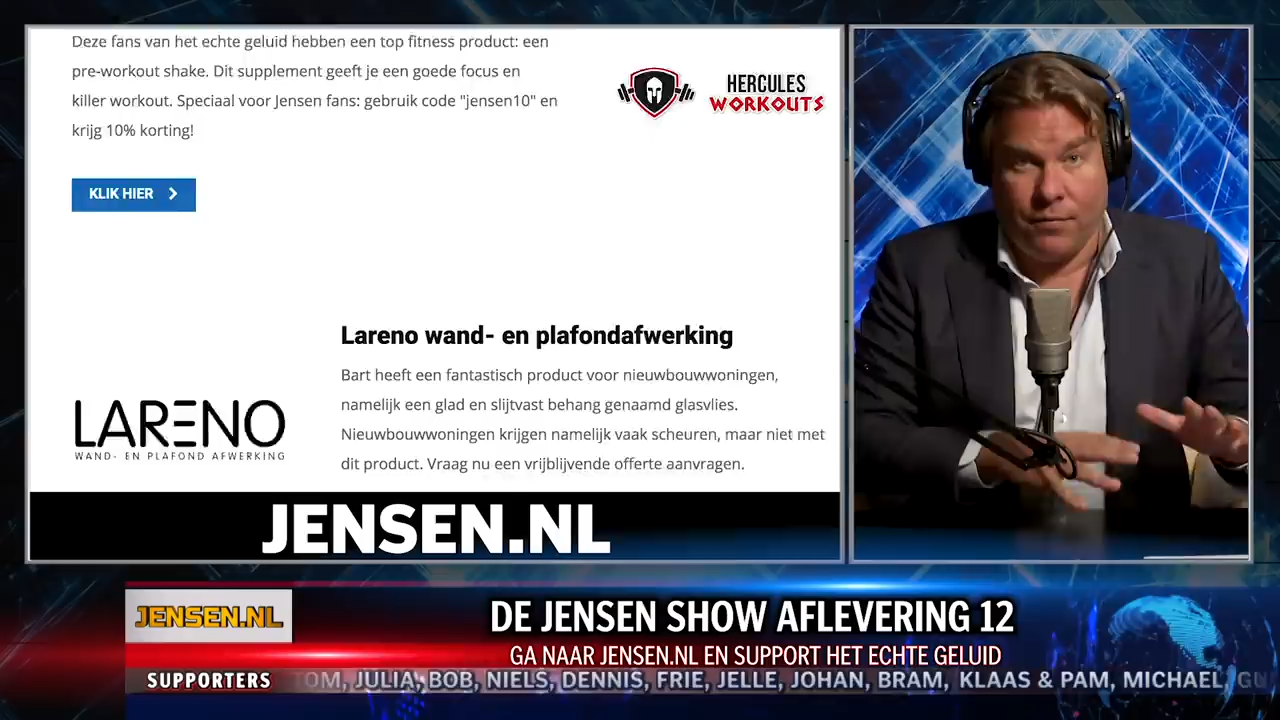 Deze fans van het echte geluid hebben een top fitness product: een
pre-workout shake. Dit supplement geeft je een goede focus en
killer workout. Speciaal voor Jensen fans: gebruik code "jensen10" en
krijg 10% korting!
HERCULES
WORKOUTS
KLIK HIER
Lareno wand- en plafondafwerking
Bart heeft een fantastisch product voor nieuwbouwwoningen,
namelijk een glad en slijtvast behang genaamd glasvlies.
Nieuwbouwwoningen krijgen namelijk vaak scheuren, maar niet met
dit product. Vraag nu een vrijblijvende offerte aanvragen.
LARENO
WAND- EN PLAFOND AFWERKING
JENSEN.NL
JENSEN.NL
DE JENSEN SHOW AFLEVERING 12
GA NAAR JENSEN.NL EN SUPPORT HET ECHTE GELUID
SUPPORTERS TOM, JULIA, BOB, NIELS, DENNIS, FRIE, JELLE, JOHAN, BRAM, KLAAS & PAM, MICHAEL,